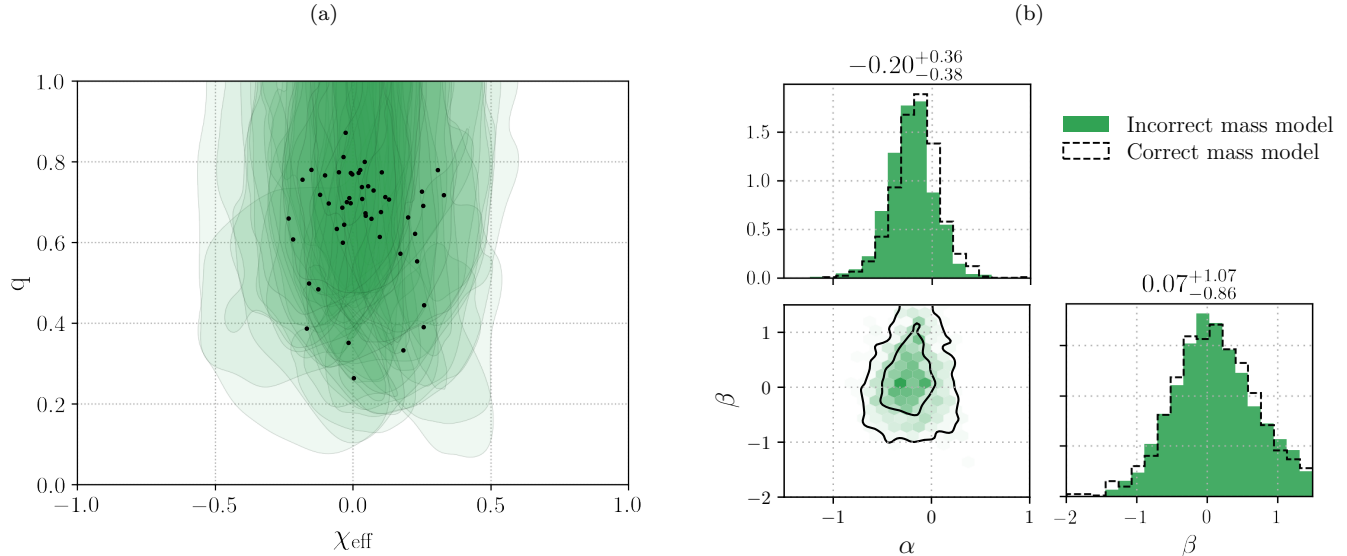 (a)
1.0
0.8
0.6
0.4
0.2
0.0
q
−1.0 −0.5 0.0 0.5 1.0
χeff
(b)
−0.20+0.36−0.38
1.5
1.0
0.5
0.0
Incorrect mass model
Correct mass model
1
0
−1
−2
β
−1 0 1
α
0.07+1.07−0.86
−2 −1 0 1
β